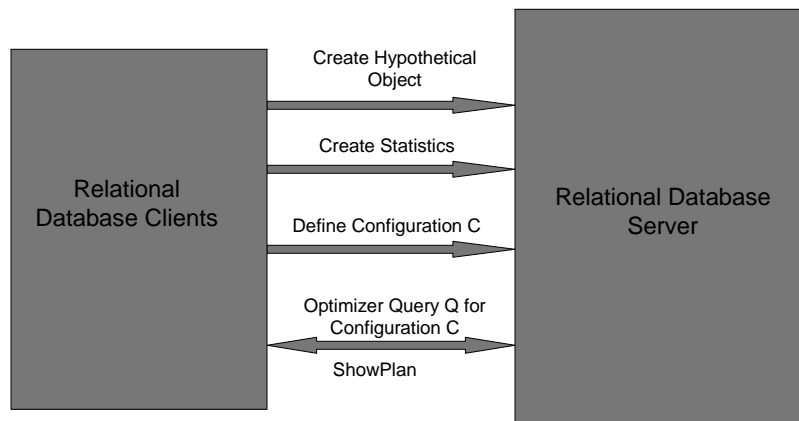 Create Hypothetical
Object
Create Statistics
Relational
Database Clients
Relational Database
Server
Define Configuration C
Optimizer Query Q for
Configuration C
ShowPlan